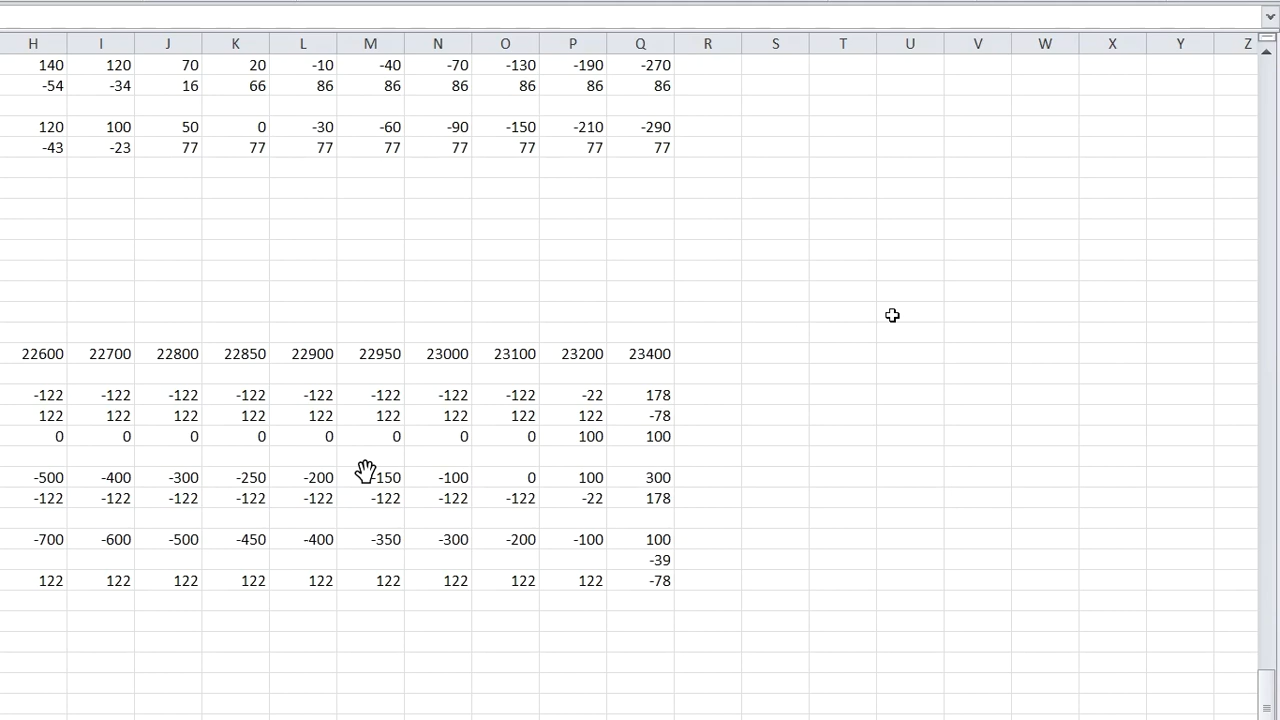 H I J K L M N O P Q R S T U V W X Y Z
140 120 70 20 -10 -40 -70 -130 -190 -270
-54 -34 16 66 86 86 86 86 86 86
120 100 50 0 -30 -60 -90 -150 -210 -290
-43 -23 77 77 77 77 77 77 77 77
22600 22700 22800 22850 22900 22950 23000 23100 23200 23400
-122 -122 -122 -122 -122 -122 -122 -122 -22 178
122 122 122 122 122 122 122 122 122 -78
0 0 0 0 0 0 0 0 100 100
-500 -400 -300 -250 -200 -150 -100 0 100 300
-122 -122 -122 -122 -122 -122 -122 -122 -22 178
-700 -600 -500 -450 -400 -350 -300 -200 -100 100
-39
122 122 122 122 122 122 122 122 122 -78